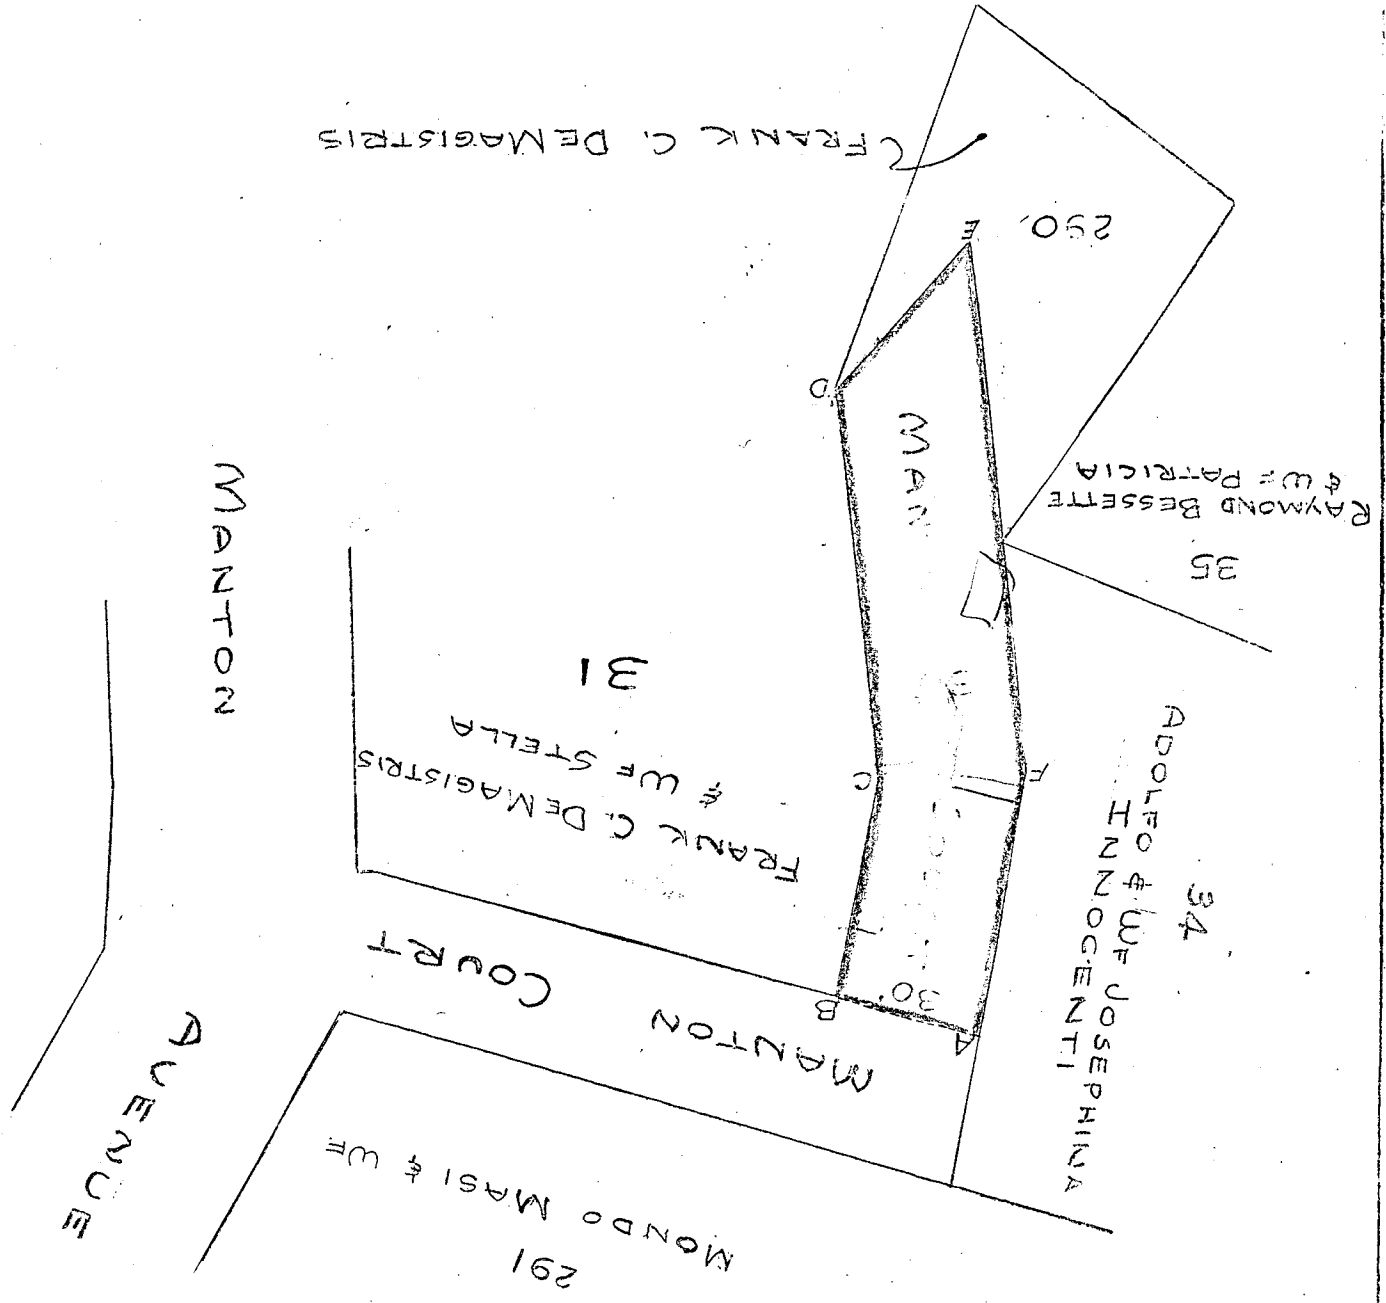 291
MONDO MASI & WF
MANTON COURT
AVENUE
MANTON
34
ADOLFO & WF JOSEPHINA
INNOCENTI
A
B
30'
FRANK C. DEMAGISTRIS
& WF STELLA
31
C
F
35
RAYMOND BESSETTE
& WF PATRICIA
MAN
D
E
290
FRANK C. DEMAGISTRIS